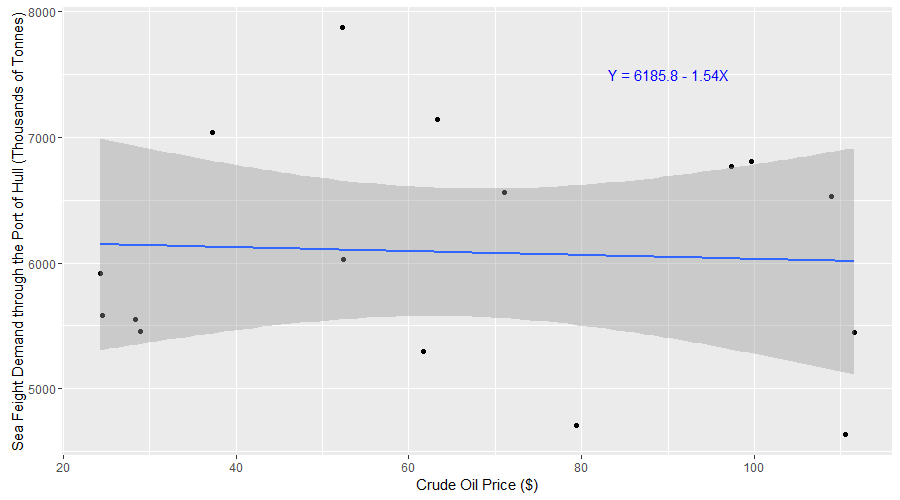 Sea Feight Demand through the Port of Hull (Thousands of Tonnes)
8000
7000
6000
5000
Y = 6185.8 - 1.54X
20 40 60 80 100
Crude Oil Price ($)